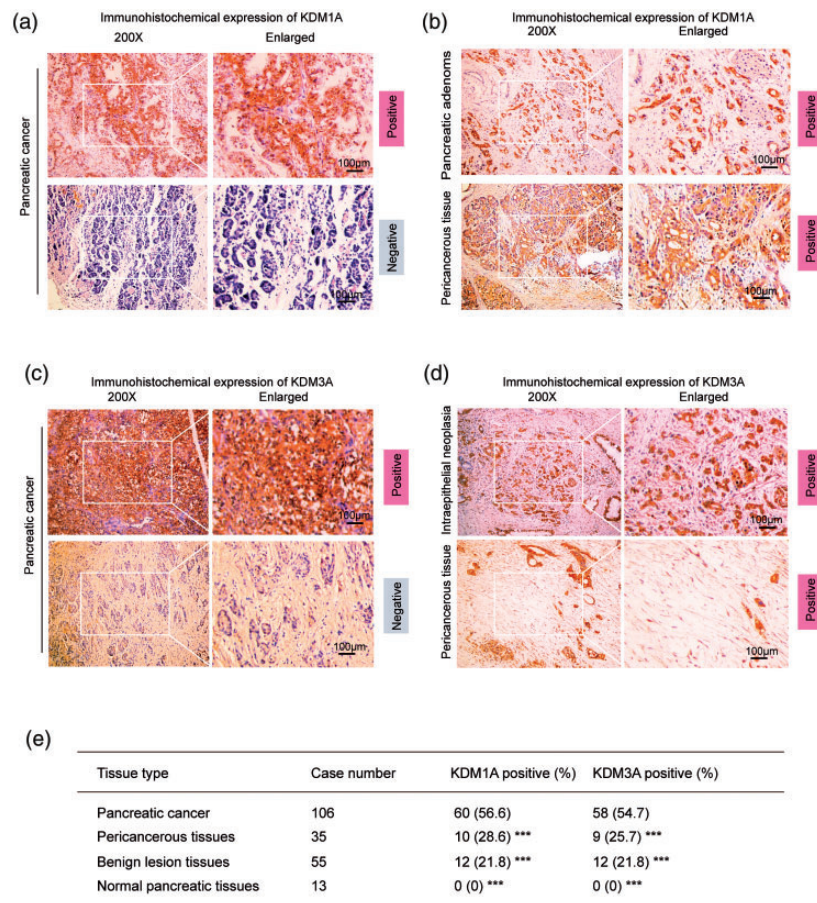 (a)
Immunohistochemical expression of KDM1A
200X Enlarged
Pancreatic cancer
Positive
100μm
Negative
100μm
(b)
Immunohistochemical expression of KDM1A
200X Enlarged
Pancreatic adenoms
Positive
100μm
Pericancerous tissue
Positive
100μm
(c)
Immunohistochemical expression of KDM3A
200X Enlarged
Pancreatic cancer
Positive
100μm
Negative
100μm
(d)
Immunohistochemical expression of KDM3A
200X Enlarged
Intraepithelial neoplasia
Positive
100μm
Pericancerous tissue
Positive
100μm
(e)
Tissue type Case number KDM1A positive (%) KDM3A positive (%)
Pancreatic cancer 106 60 (56.6) 58 (54.7)
Pericancerous tissues 35 10 (28.6) *** 9 (25.7) ***
Benign lesion tissues 55 12 (21.8) *** 12 (21.8) ***
Normal pancreatic tissues 13 0 (0) *** 0 (0) ***